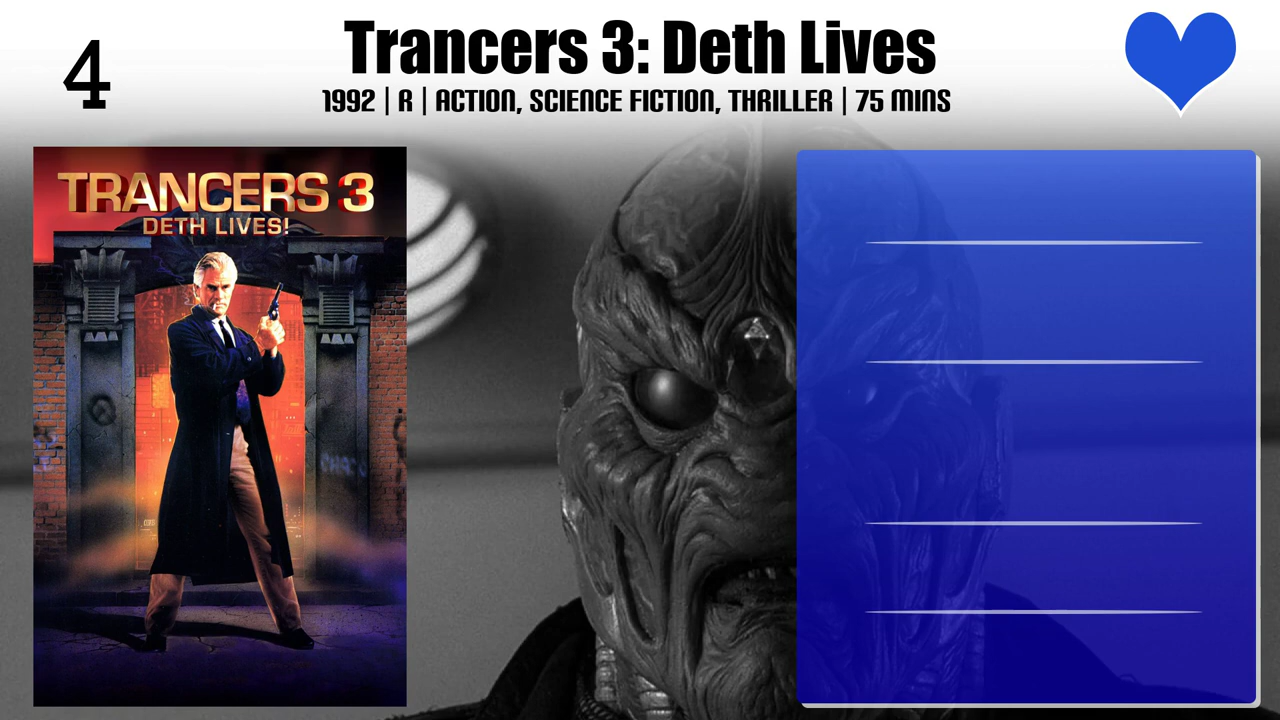 4
Trancers 3: Deth Lives
1992 | R | ACTION, SCIENCE FICTION, THRILLER | 75 MINS
TRANCERS 3
DETH LIVES!